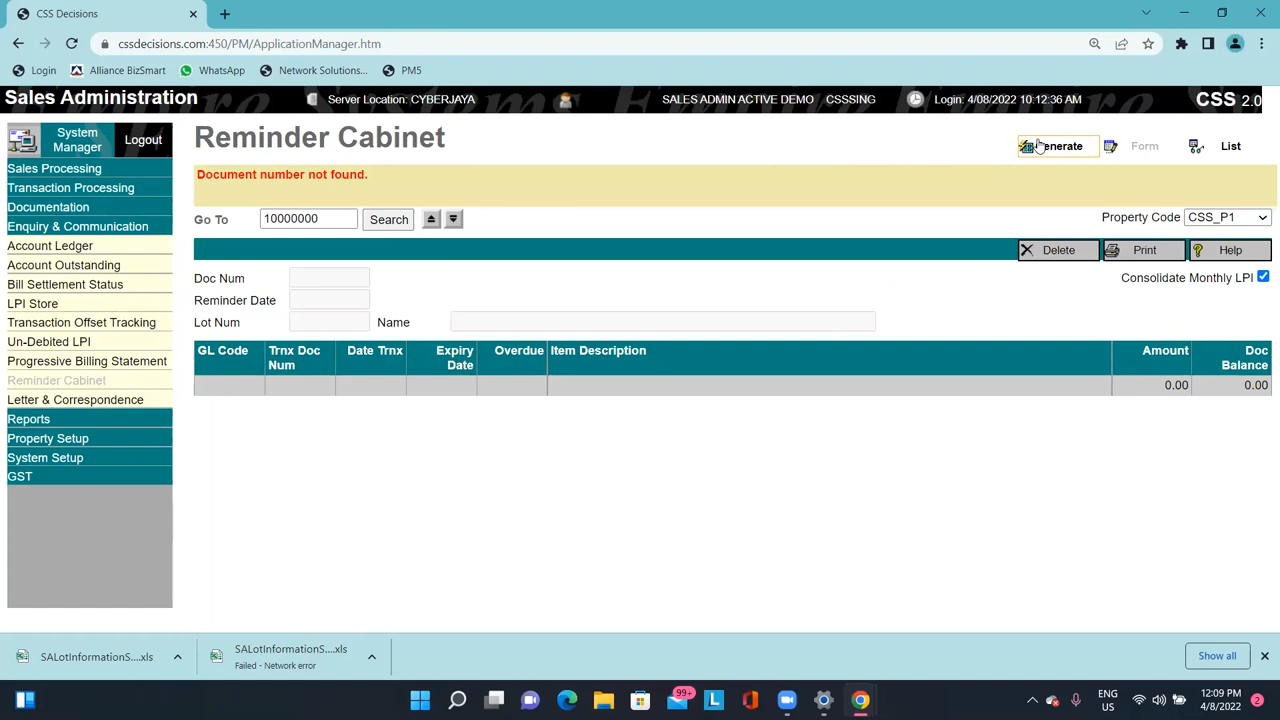 CSS Decisions
cssdecisions.com:450/PM/ApplicationManager.htm
Login
Alliance BizSmart
WhatsApp
Network Solutions...
PM5
Sales Administration
Server Location: CYBERJAYA
SALES ADMIN ACTIVE DEMO CSSSING
Login: 4/08/2022 10:12:36 AM
CSS 2.0
System Manager
Logout
Sales Processing
Transaction Processing
Documentation
Enquiry & Communication
Account Ledger
Account Outstanding
Bill Settlement Status
LPI Store
Transaction Offset Tracking
Un-Debited LPI
Progressive Billing Statement
Reminder Cabinet
Letter & Correspondence
Reports
Property Setup
System Setup
GST
Reminder Cabinet
enerate
Form
List
Document number not found.
Go To
10000000
Search
Property Code
CSS_P1
Delete
Print
Help
Doc Num
Consolidate Monthly LPI
Reminder Date
Lot Num
Name
GL Code
Trnx Doc Num
Date Trnx
Expiry Date
Overdue
Item Description
Amount
Doc Balance
0.00
0.00
SALotInformationS....xls
SALotInformationS....xls
Failed - Network error
Show all
99+
ENG
US
12:09 PM
4/8/2022
2